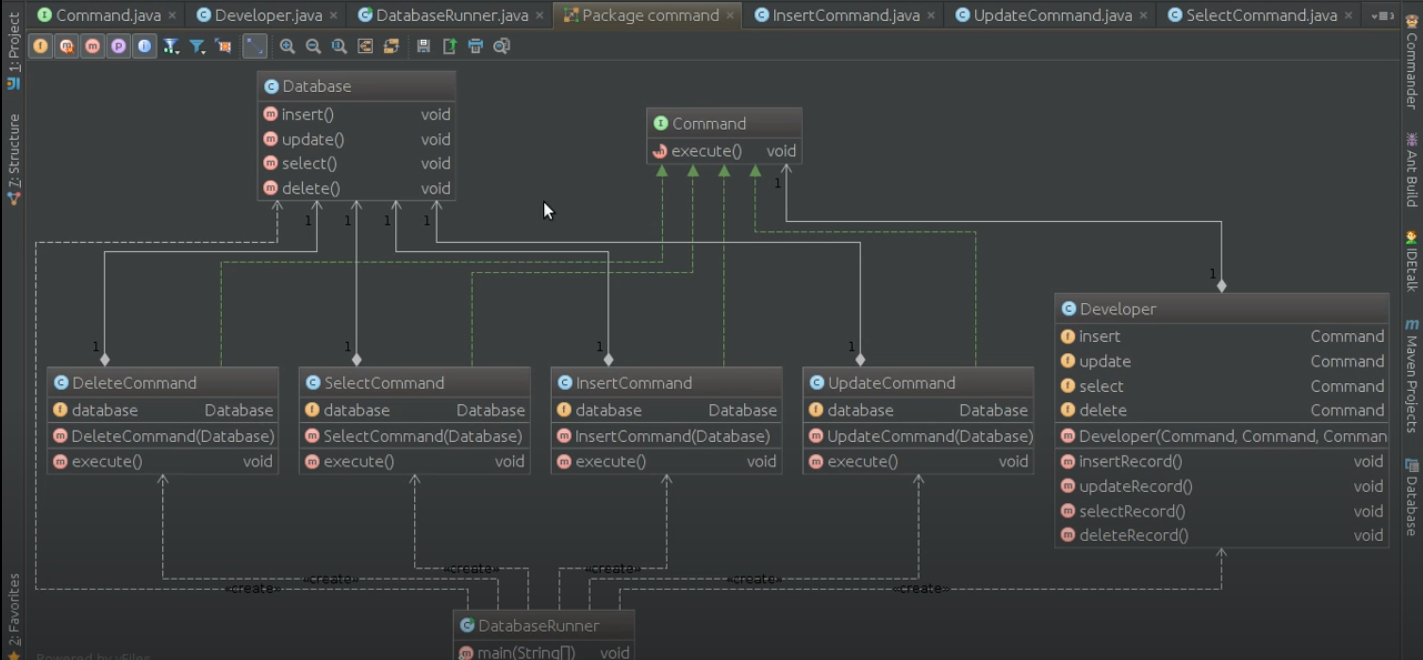 Command.java
Developer.java
DatabaseRunner.java
Package command
InsertCommand.java
UpdateCommand.java
SelectCommand.java
1: Project
7: Structure
2: Favorites
Commander
Ant Build
IDEtalk
Maven Projects
Database
Database
insert() void
update() void
select() void
delete() void
Command
execute() void
1
1
1
1
1
1
1
1
1
1
DeleteCommand
database Database
DeleteCommand(Database)
execute() void
SelectCommand
database Database
SelectCommand(Database)
execute() void
InsertCommand
database Database
InsertCommand(Database)
execute() void
UpdateCommand
database Database
UpdateCommand(Database)
execute() void
Developer
insert Command
update Command
select Command
delete Command
Developer(Command, Command, Comman
insertRecord() void
updateRecord() void
selectRecord() void
deleteRecord() void
«create»
«create»
«create»
«create»
«create»
«create»
DatabaseRunner
main(String[]) void
Powered by yFiles